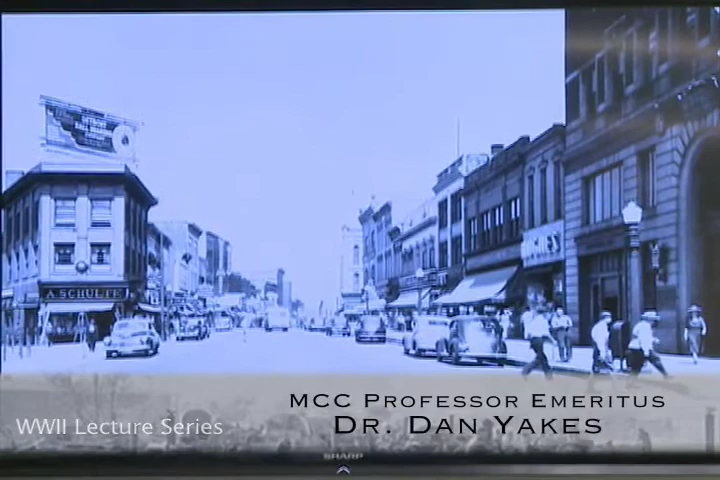 A. SCHULTE
MCC PROFESSOR EMERITUS
DR. DAN YAKES
WWII Lecture Series
SHARP